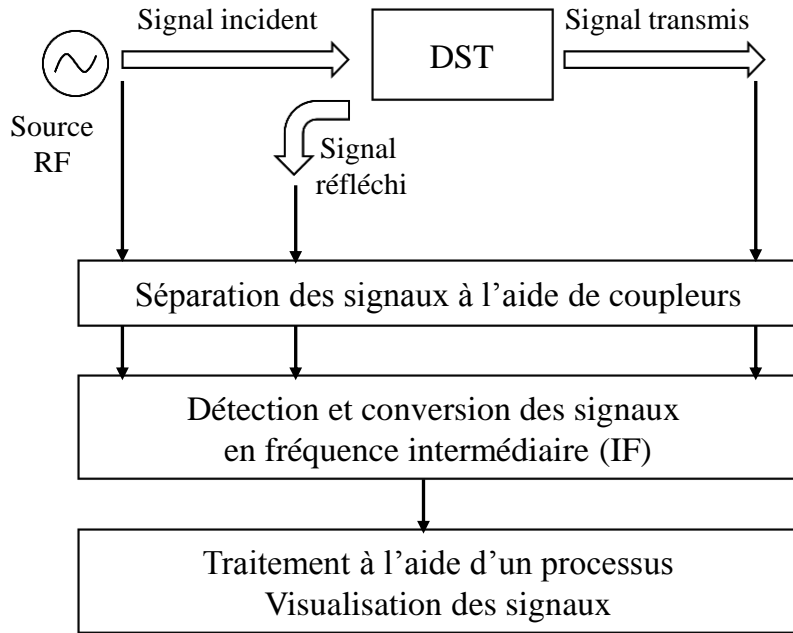 Signal incident
Signal transmis
DST
Source
RF
Signal
réfléchi
Séparation des signaux à l’aide de coupleurs
Détection et conversion des signaux
en fréquence intermédiaire (IF)
Traitement à l’aide d’un processus
Visualisation des signaux